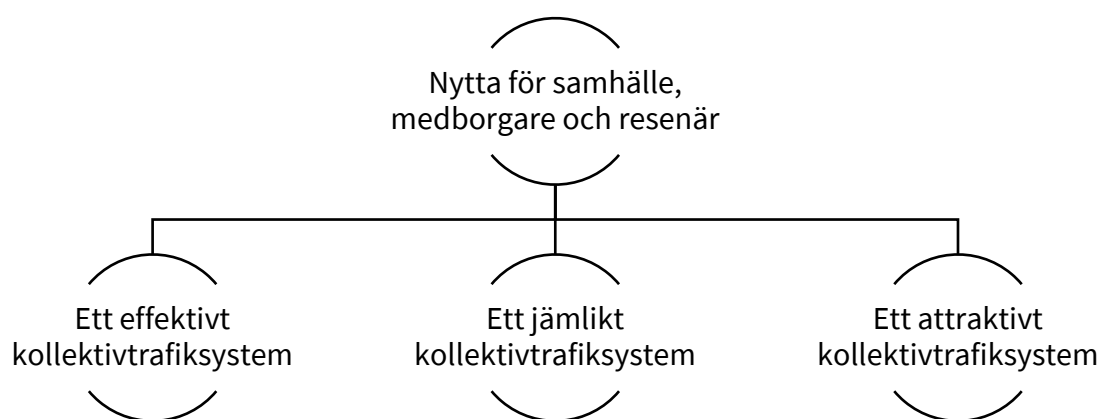 Nytta för samhälle,
medborgare och resenär
Ett effektivt
kollektivtrafiksystem
Ett jämlikt
kollektivtrafiksystem
Ett attraktivt
kollektivtrafiksystem